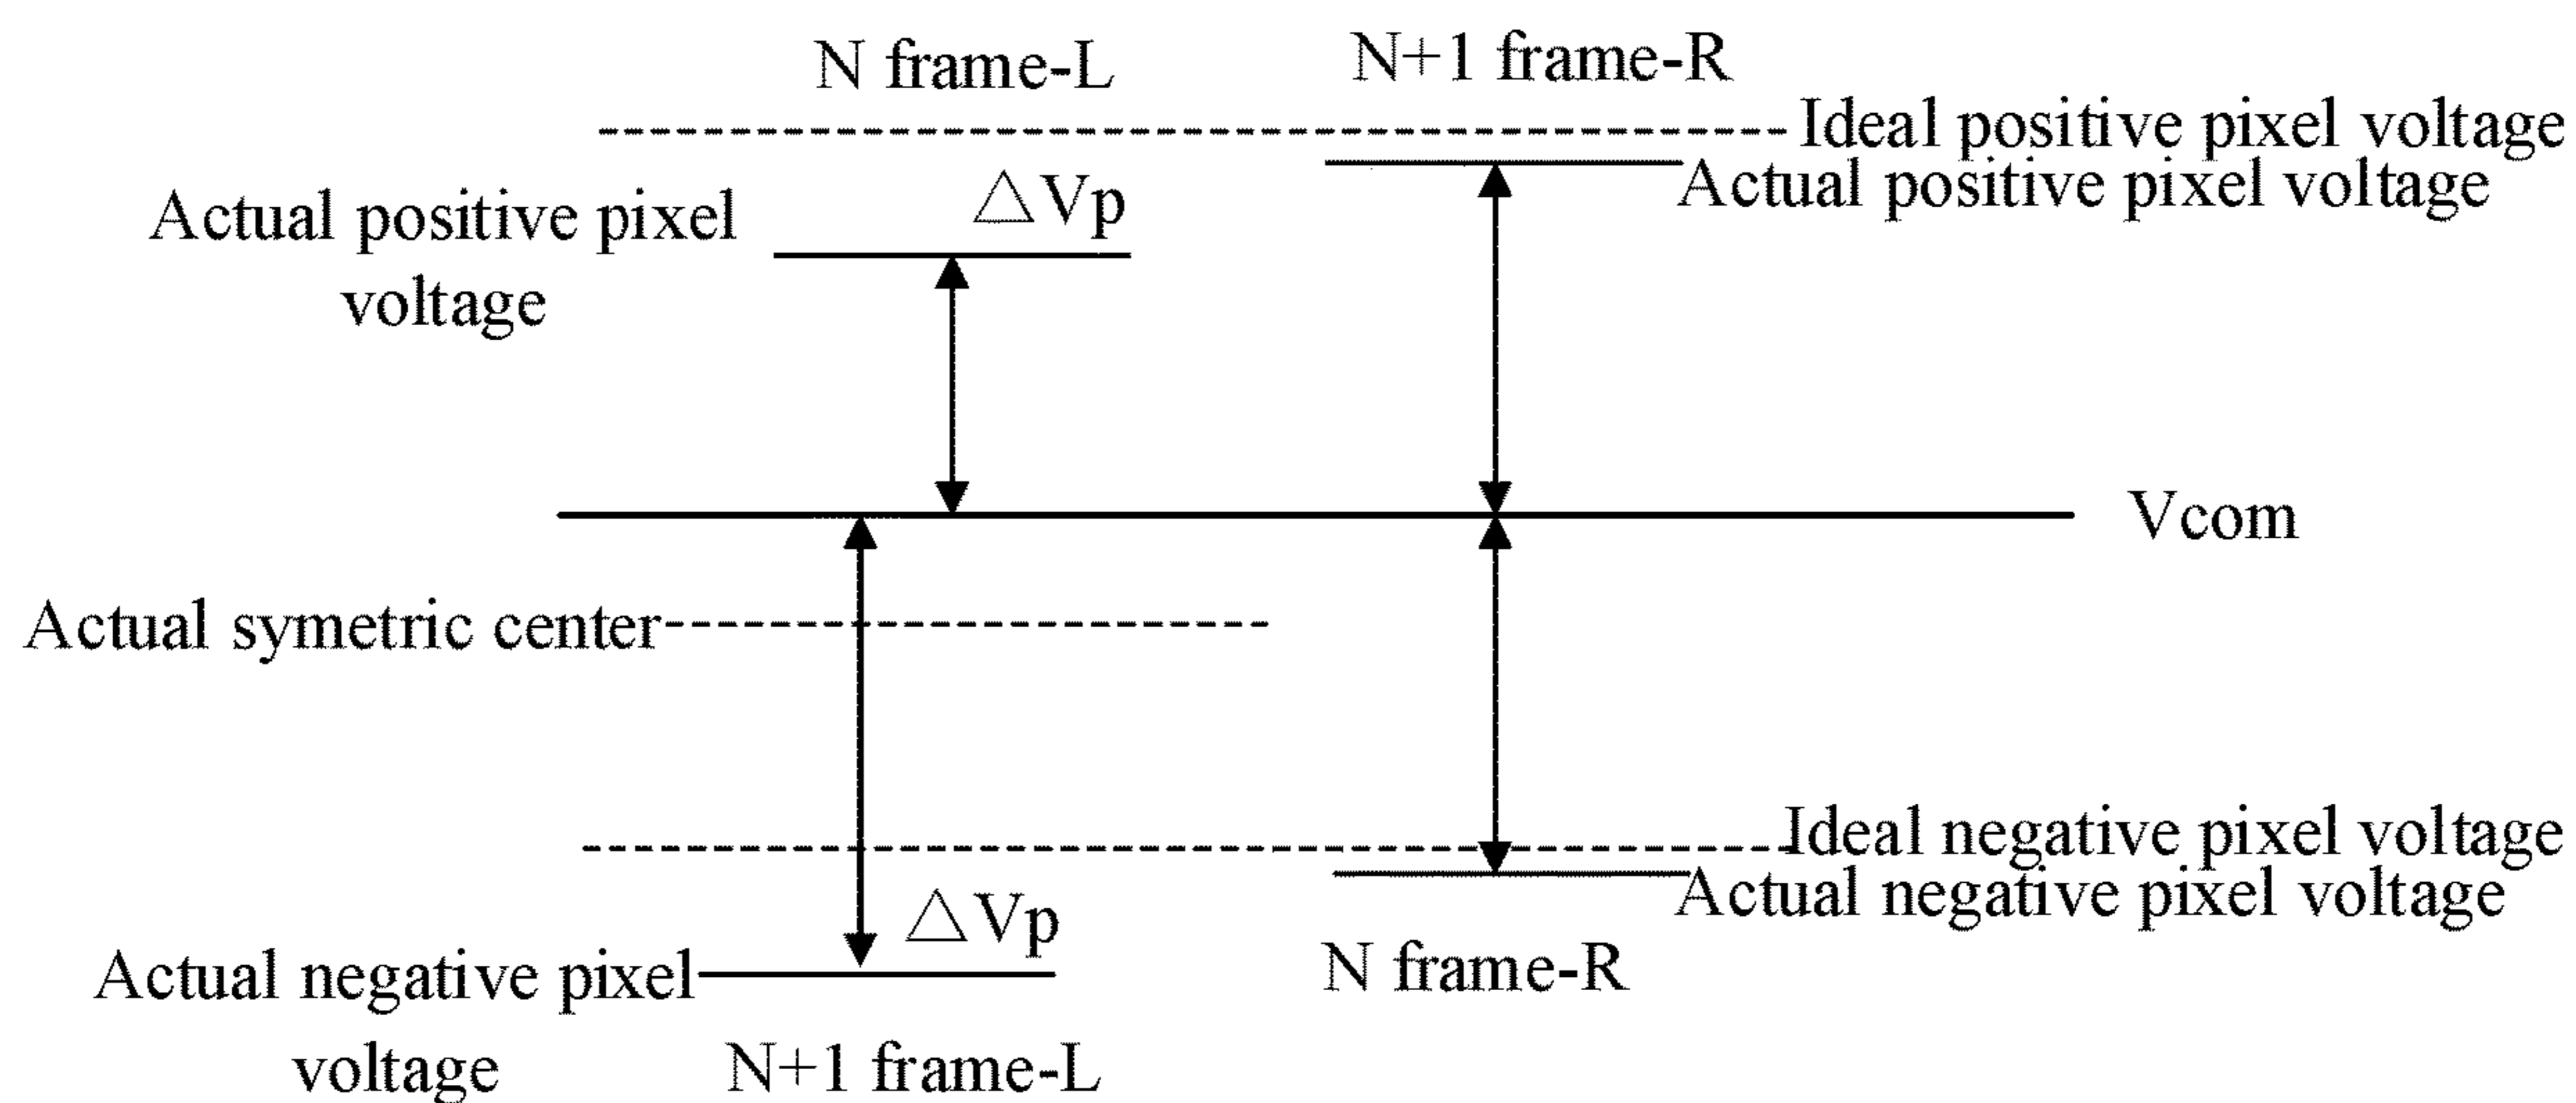 N frame-L
N+1 frame-R
Ideal positive pixel voltage
Actual positive pixel voltage
△Vp
Actual positive pixel
voltage
Vcom
Actual symetric center
Ideal negative pixel voltage
Actual negative pixel voltage
△Vp
Actual negative pixel
voltage
N frame-R
N+1 frame-L